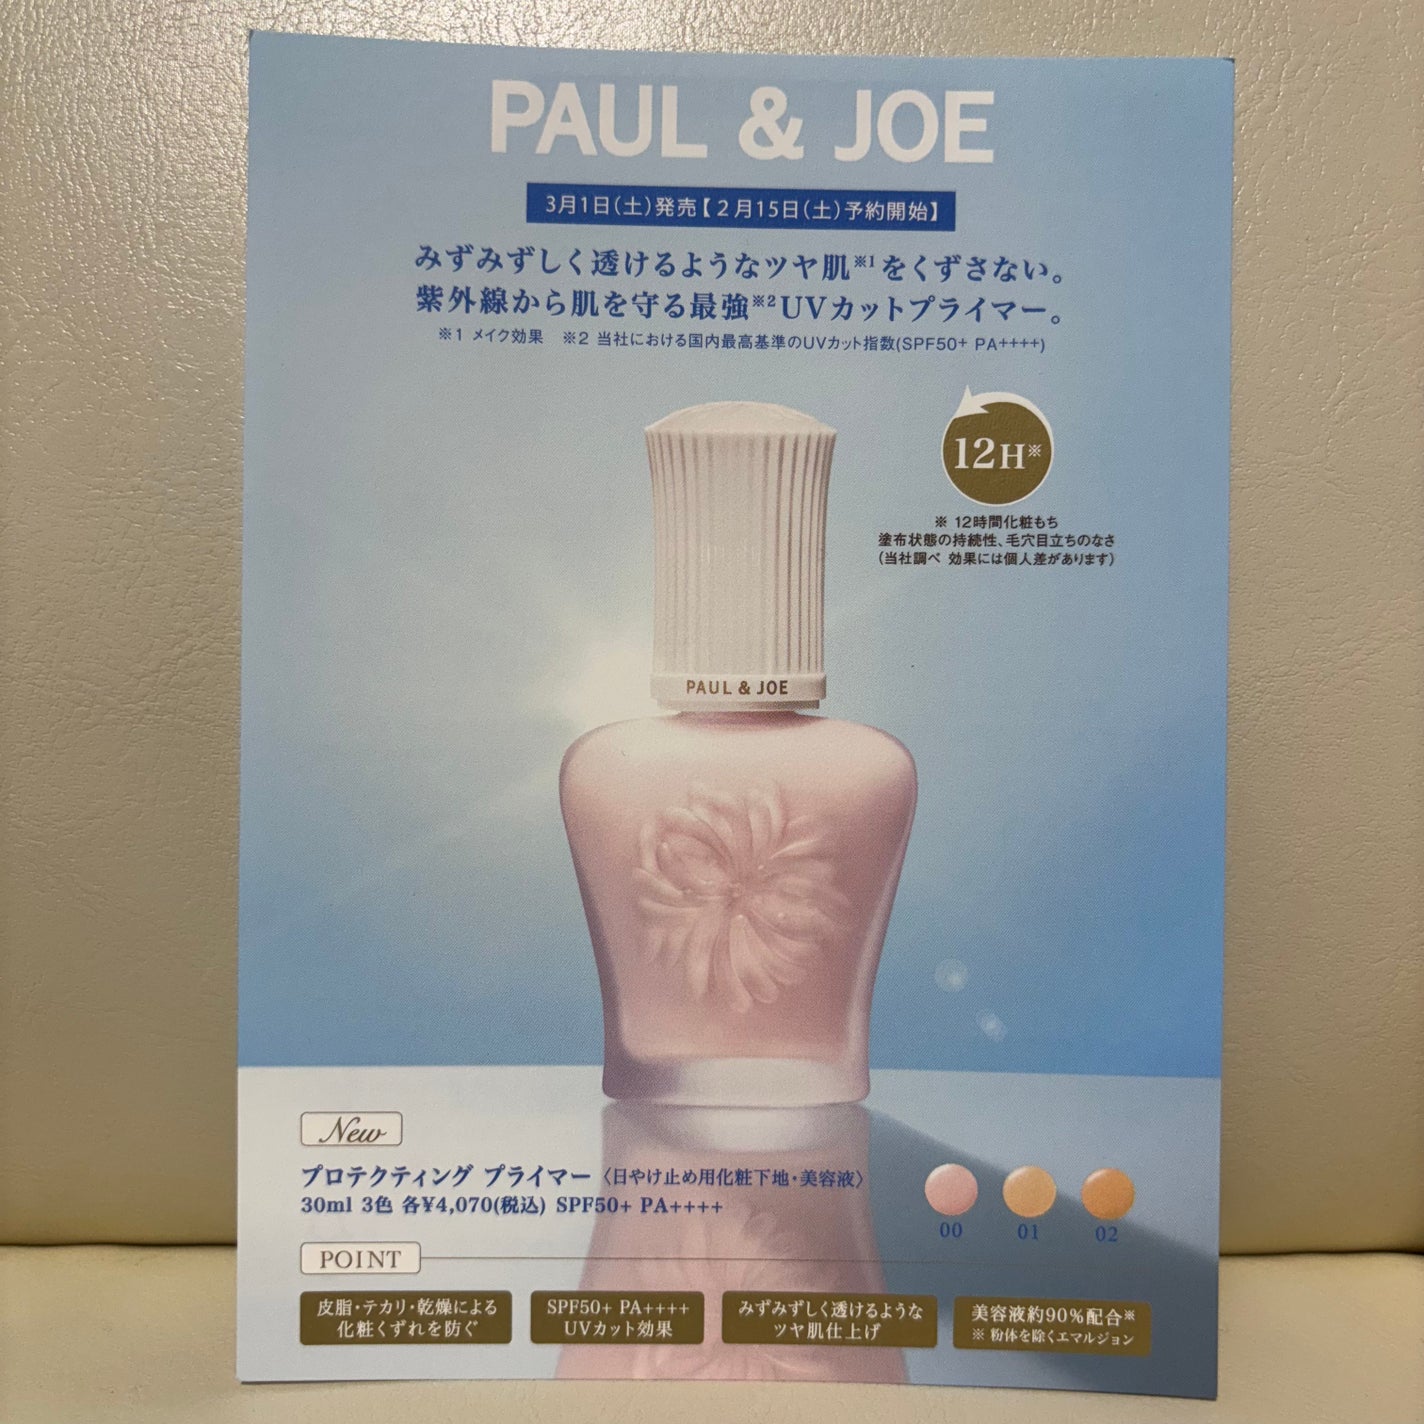 PAUL & JOE
3月1日(土)発売【2月15日(土)予約開始】
みずみずしく透けるようなツヤ肌※1をくずさない。
紫外線から肌を守る最強※2UVカットプライマー。
※1 メイク効果　※2 当社における国内最高基準のUVカット指数(SPF50+ PA++++)
12H※
※ 12時間化粧もち
塗布状態の持続性、毛穴目立ちのなさ
(当社調べ 効果には個人差があります)
PAUL & JOE
New
プロテクティング プライマー〈日やけ止め用化粧下地・美容液〉
30ml 3色 各¥4,070(税込) SPF50+ PA++++
00 01 02
POINT
皮脂・テカリ・乾燥による
化粧くずれを防ぐ
SPF50+ PA++++
UVカット効果
みずみずしく透けるような
ツヤ肌仕上げ
美容液約90%配合※
※ 粉体を除くエマルジョン